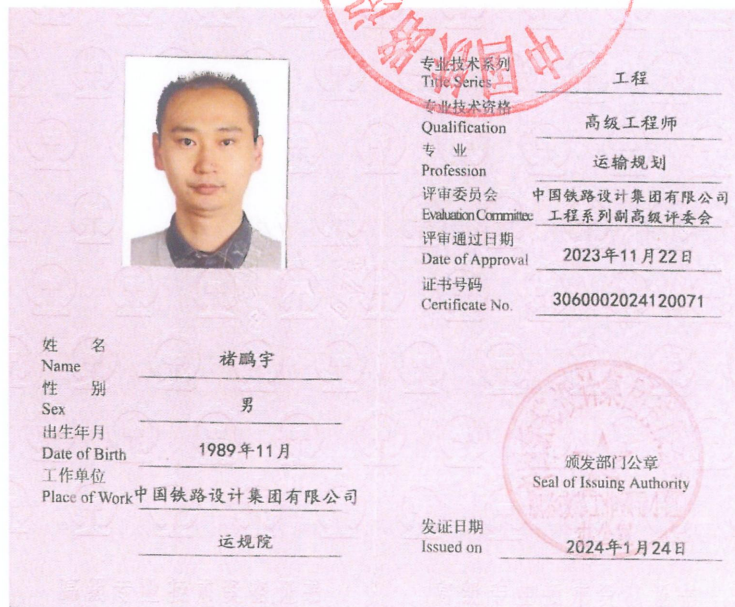 中国铁路设
专业技术系列 工程
Title Series
专业技术资格 高级工程师
Qualification
专 业 运输规划
Profession
评审委员会 中国铁路设计集团有限公司
Evaluation Committee 工程系列副高级评委会
评审通过日期 2023年11月22日
Date of Approval
证书号码 3060002024120071
Certificate No.
姓 名 褚鹏宇
Name
性 别 男
Sex
出生年月 1989年11月
Date of Birth
工作单位 中国铁路设计集团有限公司
Place of Work
运规院
颁发部门公章
Seal of Issuing Authority
发证日期 2024年1月24日
Issued on